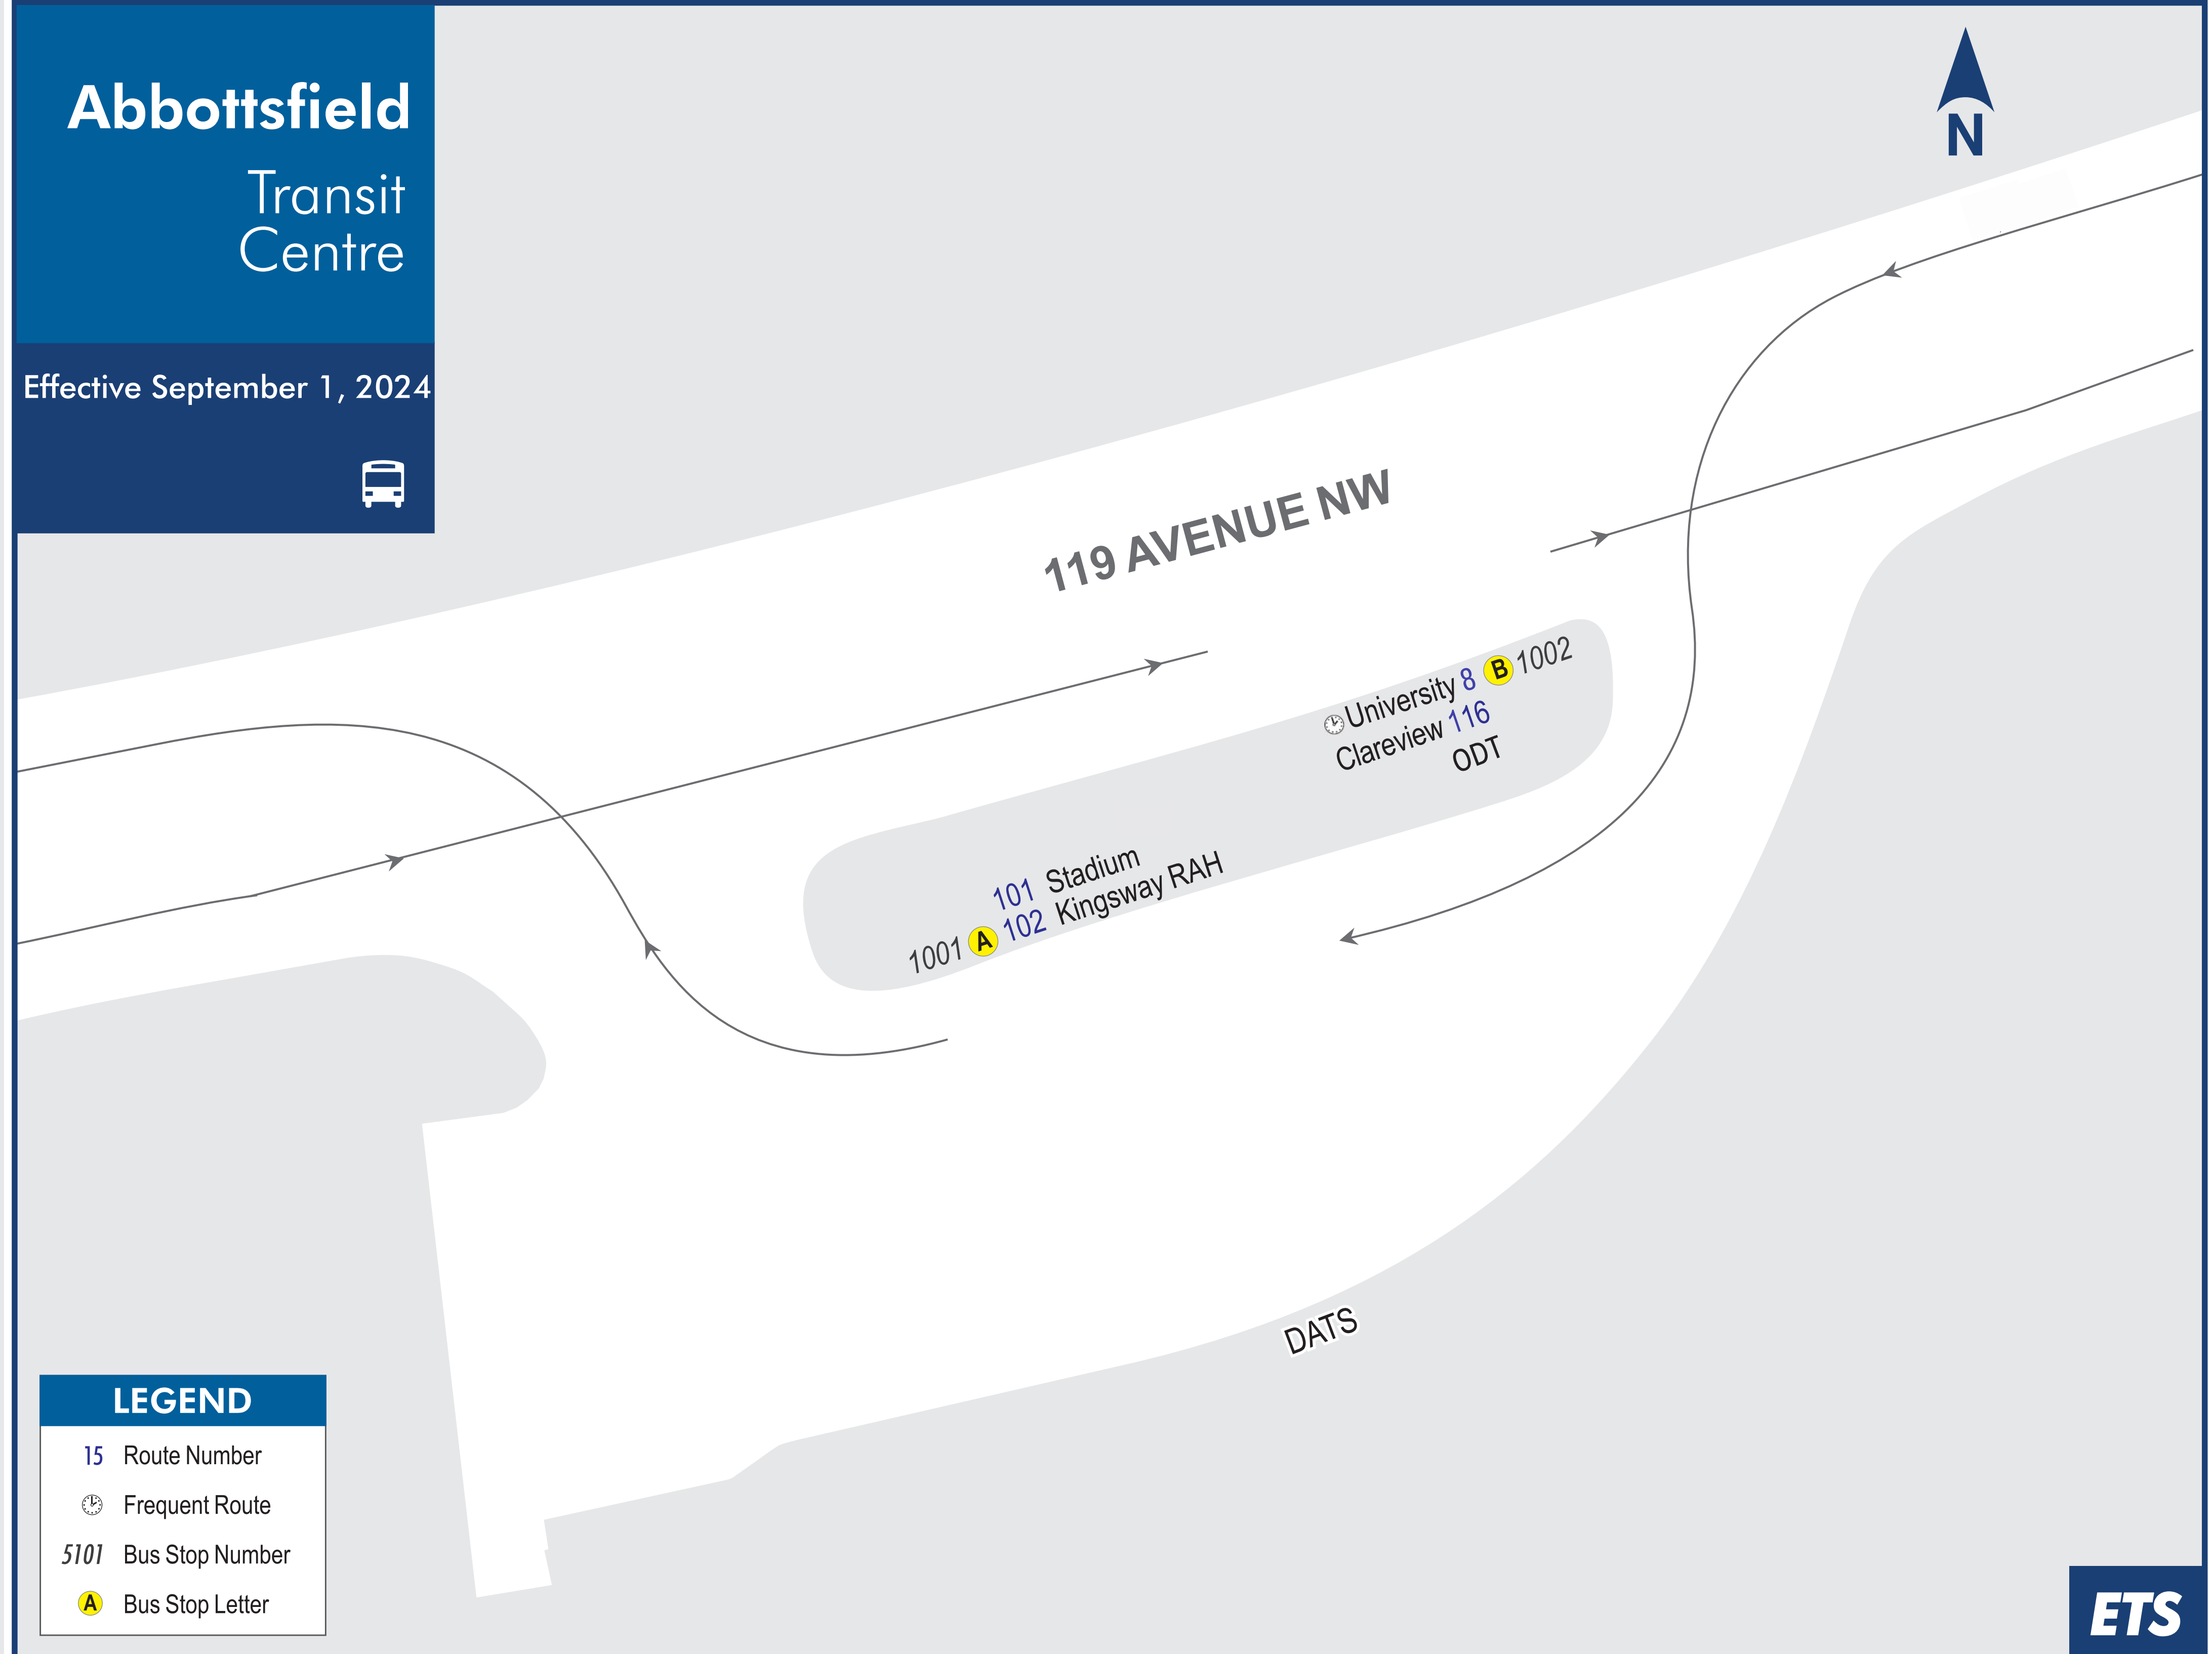 Abbottsfield
Transit
Centre
Effective September 1, 2024
N
119 AVENUE NW
University 8 B 1002
Clareview 116
ODT
101 Stadium
1001 A 102 Kingsway RAH
DATS
LEGEND
15 Route Number
Frequent Route
5101 Bus Stop Number
A Bus Stop Letter
ETS